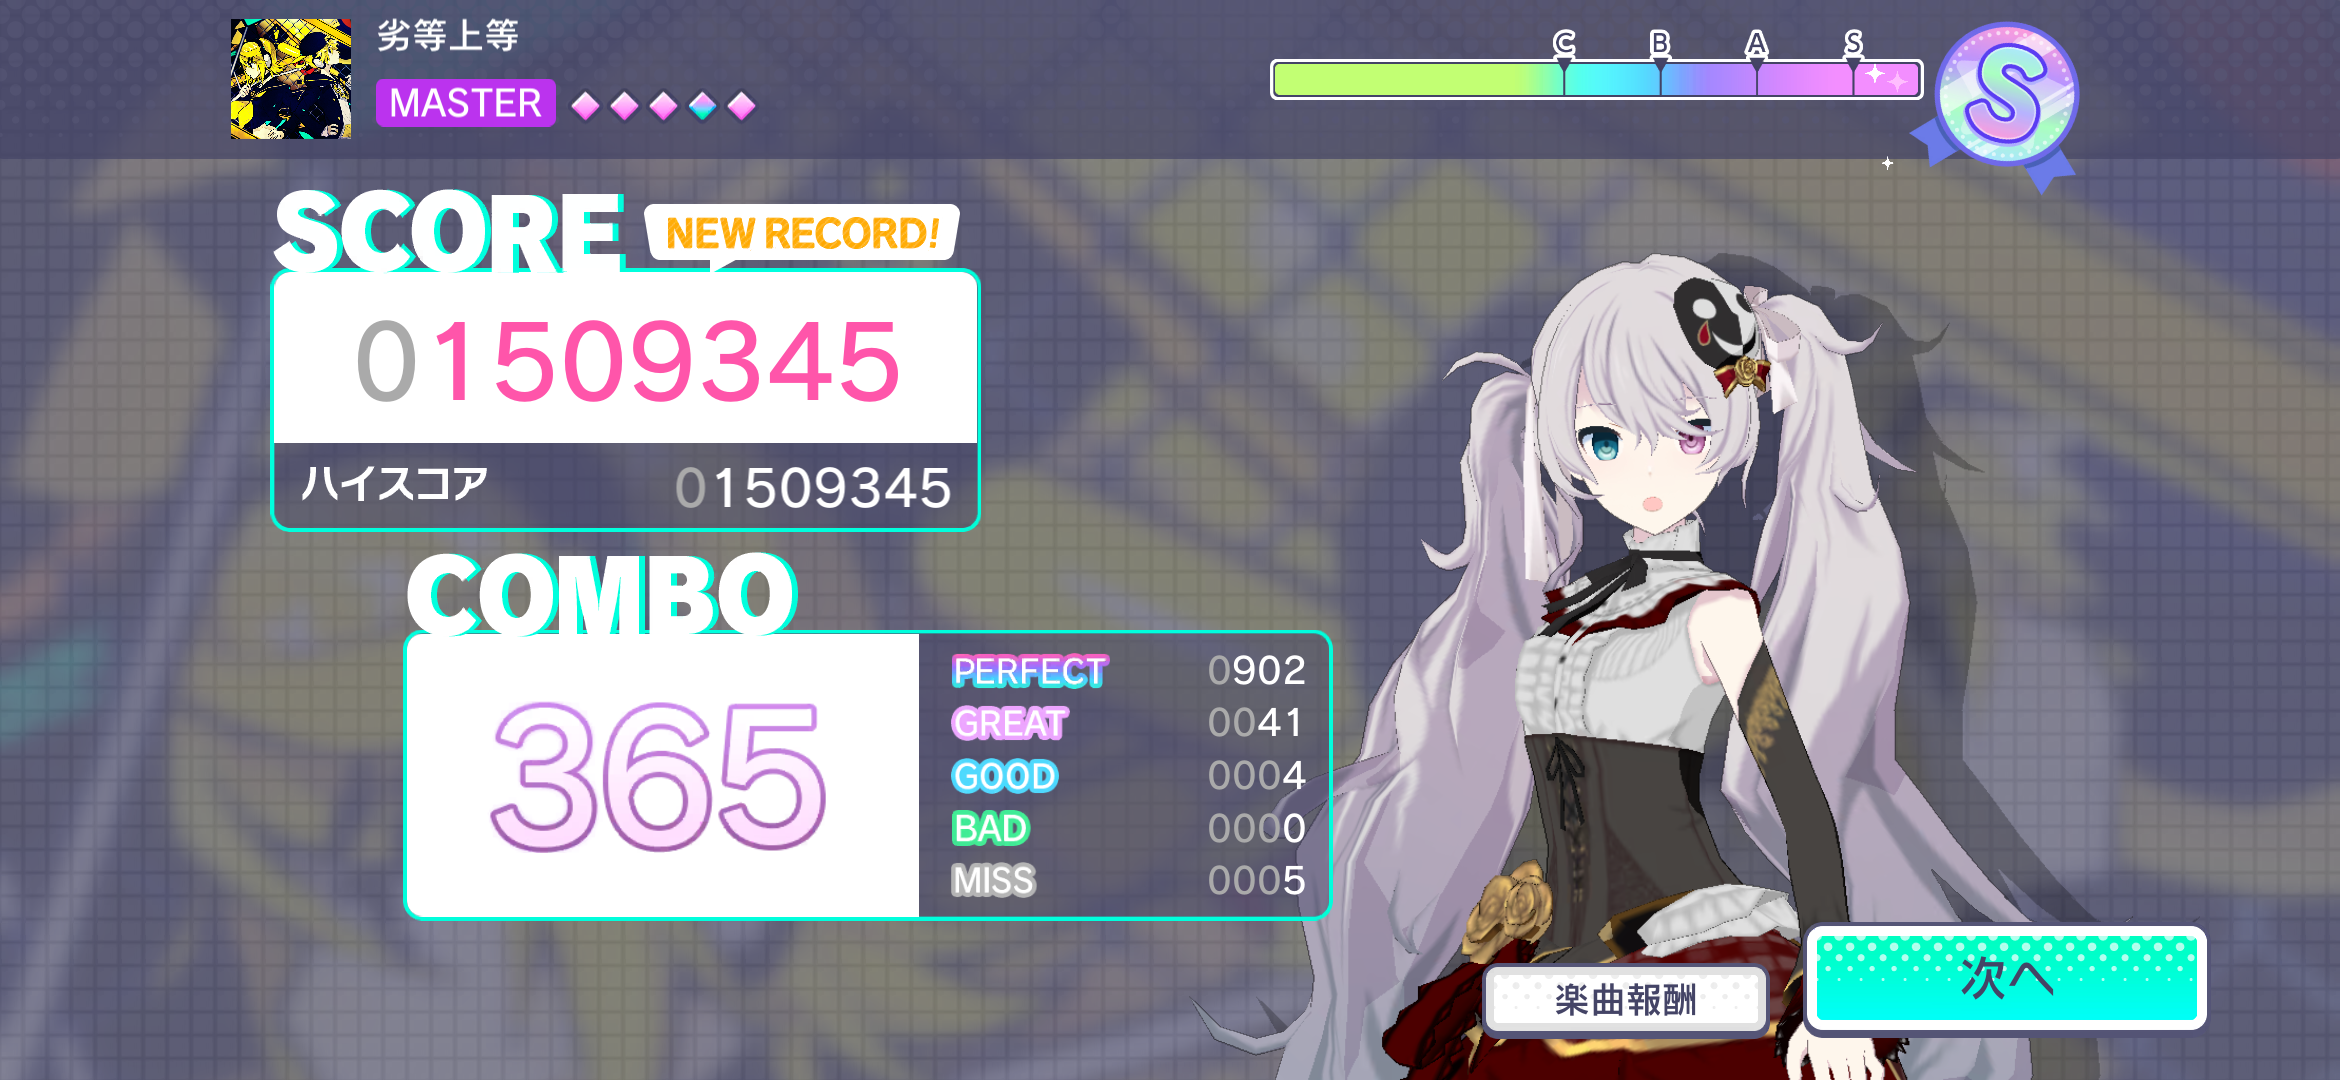 劣等上等
MASTER
C B A S
S
SCORE
NEW RECORD!
01509345
ハイスコア 01509345
COMBO
365
PERFECT 0902
GREAT 0041
GOOD 0004
BAD 0000
MISS 0005
楽曲報酬
次へ